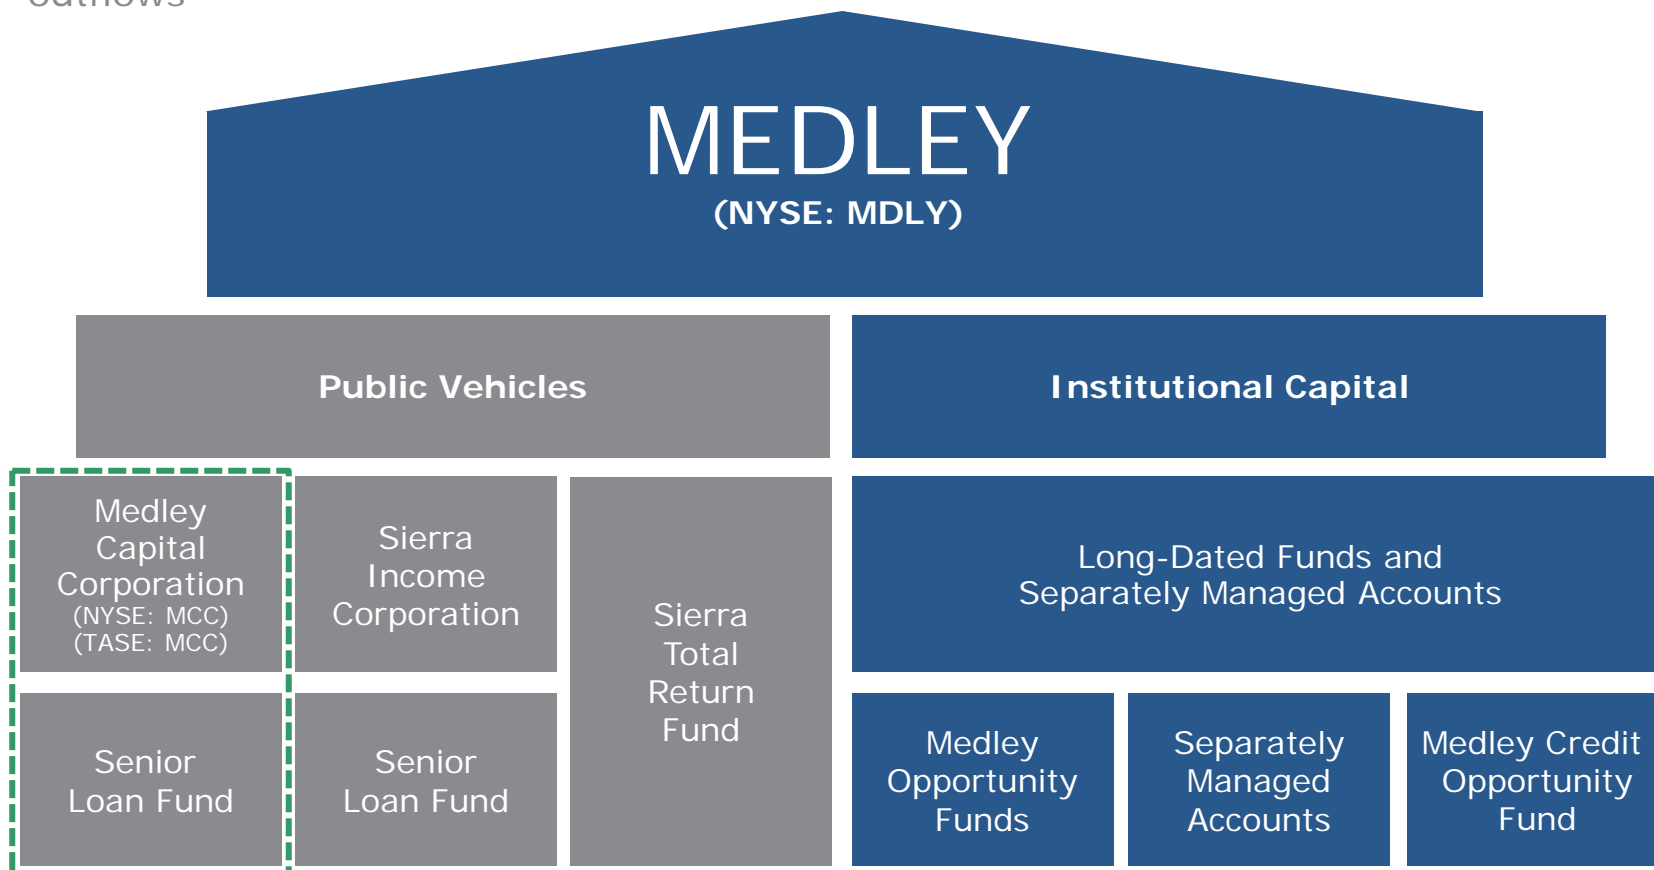 outflows
MEDLEY
(NYSE: MDLY)
Public Vehicles
Institutional Capital
Medley
Capital
Corporation
(NYSE: MCC)
(TASE: MCC)
Sierra
Income
Corporation
Sierra
Total
Return
Fund
Long-Dated Funds and
Separately Managed Accounts
Senior
Loan Fund
Senior
Loan Fund
Medley
Opportunity
Funds
Separately
Managed
Accounts
Medley Credit
Opportunity
Fund